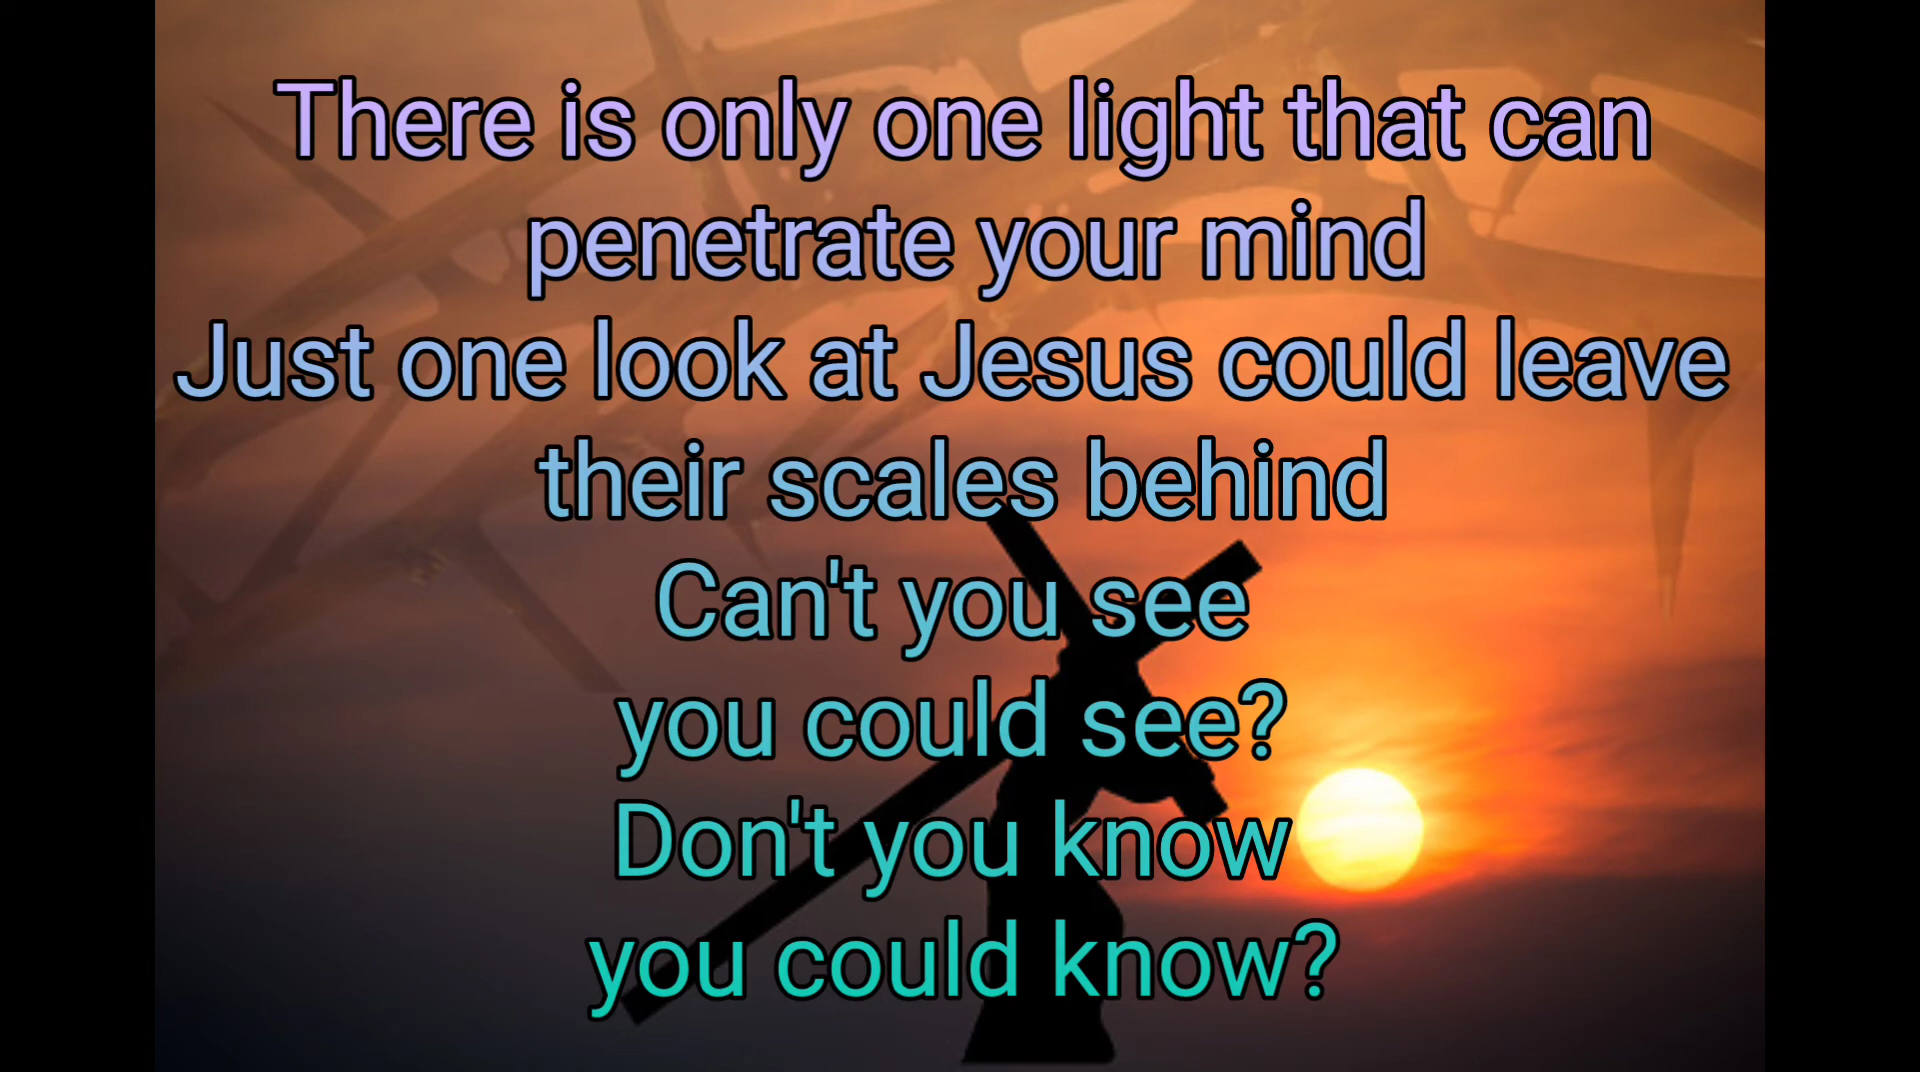 There is only one light that can
penetrate your mind
Just one look at Jesus could leave
their scales behind
Can't you see
you could see?
Don't you know
you could know?